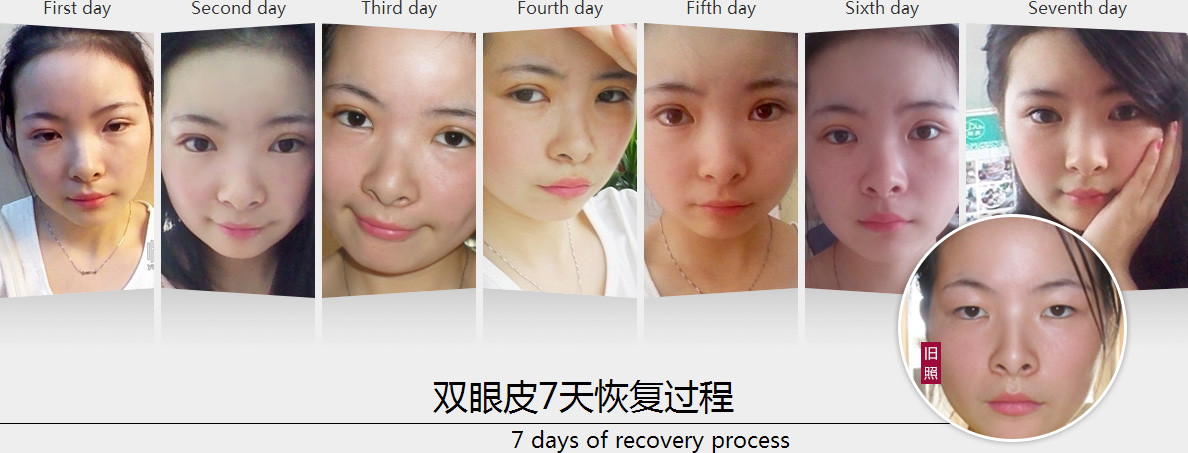 First day
Second day
Third day
Fourth day
Fifth day
Sixth day
Seventh day
旧
照
双眼皮7天恢复过程
7 days of recovery process